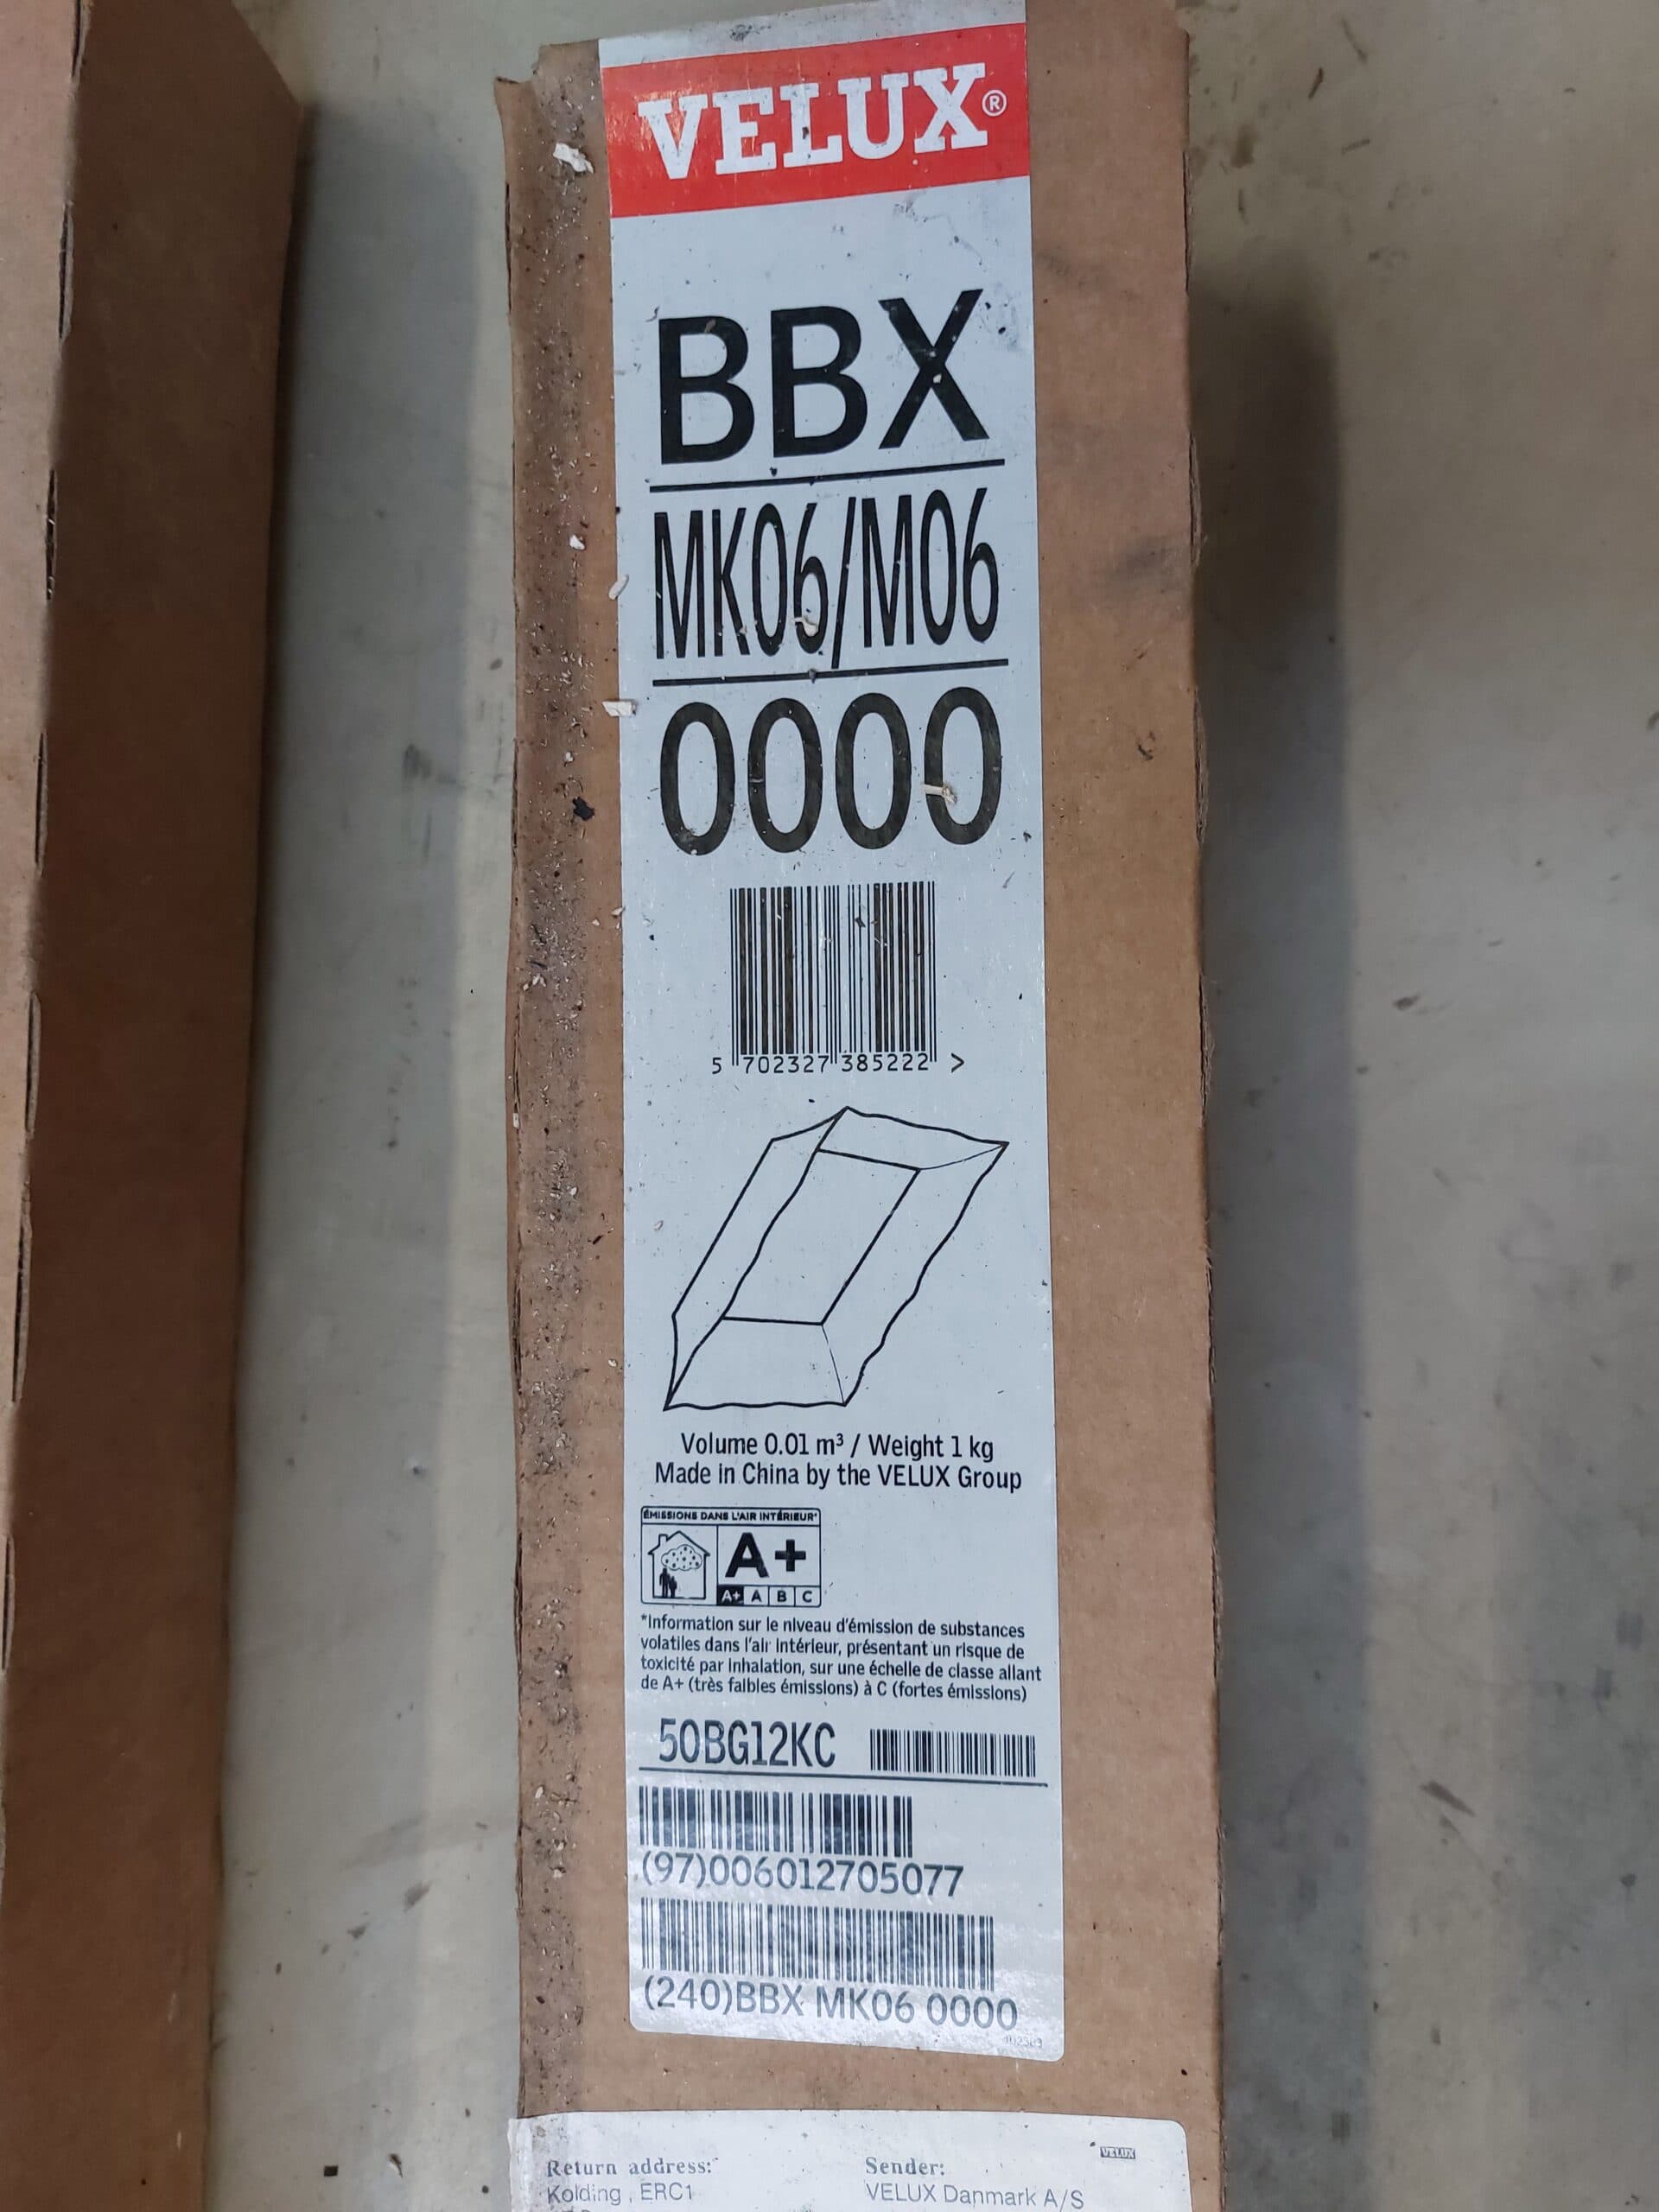 VELUX®
BBX
MK06/M06
0000
5 702327 385222 >
Volume 0.01 m³ / Weight 1 kg
Made in China by the VELUX Group
ÉMISSIONS DANS L'AIR INTÉRIEUR*
A+
A+ A B C
*Information sur le niveau d'émission de substances
volatiles dans l'air intérieur, présentant un risque de
toxicité par inhalation, sur une échelle de classe allant
de A+ (très faibles émissions) à C (fortes émissions)
50BG12KC
(97)006012705077
(240)BBX MK06 0000
VELUX
Return address: Sender:
Kolding , ERC1 VELUX Danmark A/S